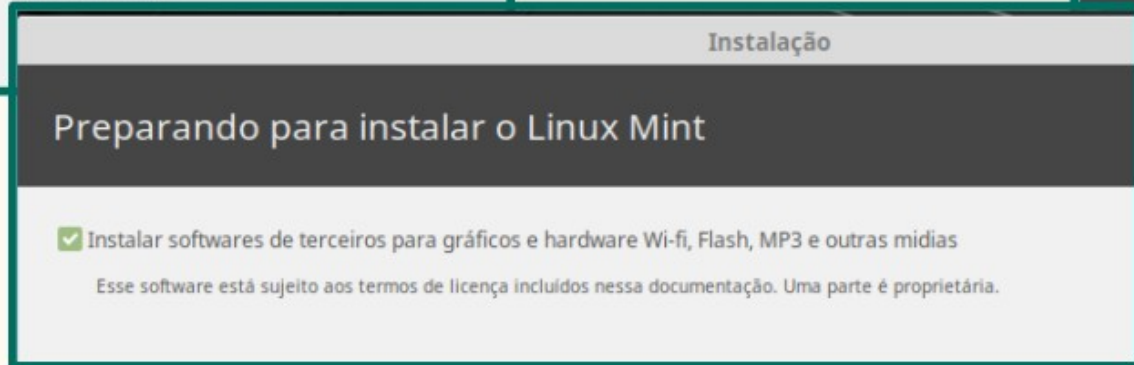 Instalação
Preparando para instalar o Linux Mint
Instalar softwares de terceiros para gráficos e hardware Wi-fi, Flash, MP3 e outras midias
Esse software está sujeito aos termos de licença incluídos nessa documentação. Uma parte é proprietária.